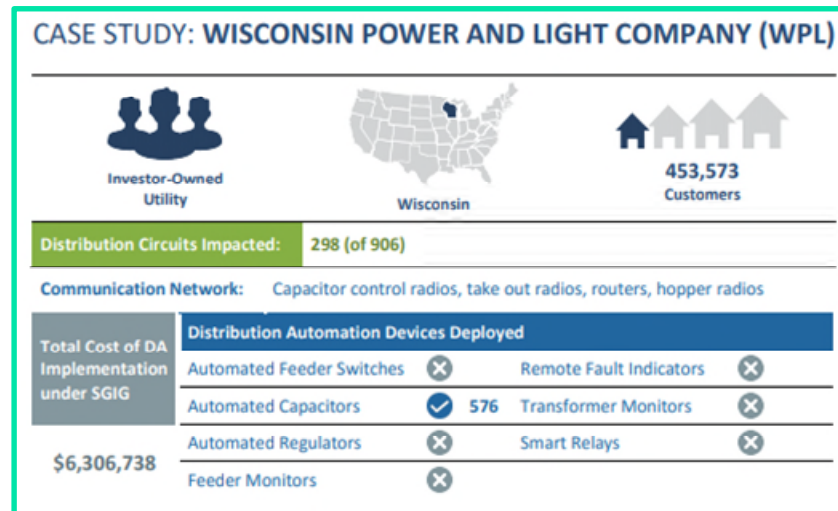 CASE STUDY: WISCONSIN POWER AND LIGHT COMPANY (WPL)
Investor-Owned
Utility
Wisconsin
453,573
Customers
Distribution Circuits Impacted: 298 (of 906)
Communication Network: Capacitor control radios, take out radios, routers, hopper radios
Total Cost of DA
Implementation
under SGIG
$6,306,738
Distribution Automation Devices Deployed
Automated Feeder Switches
Remote Fault Indicators
Automated Capacitors 576
Transformer Monitors
Automated Regulators
Smart Relays
Feeder Monitors